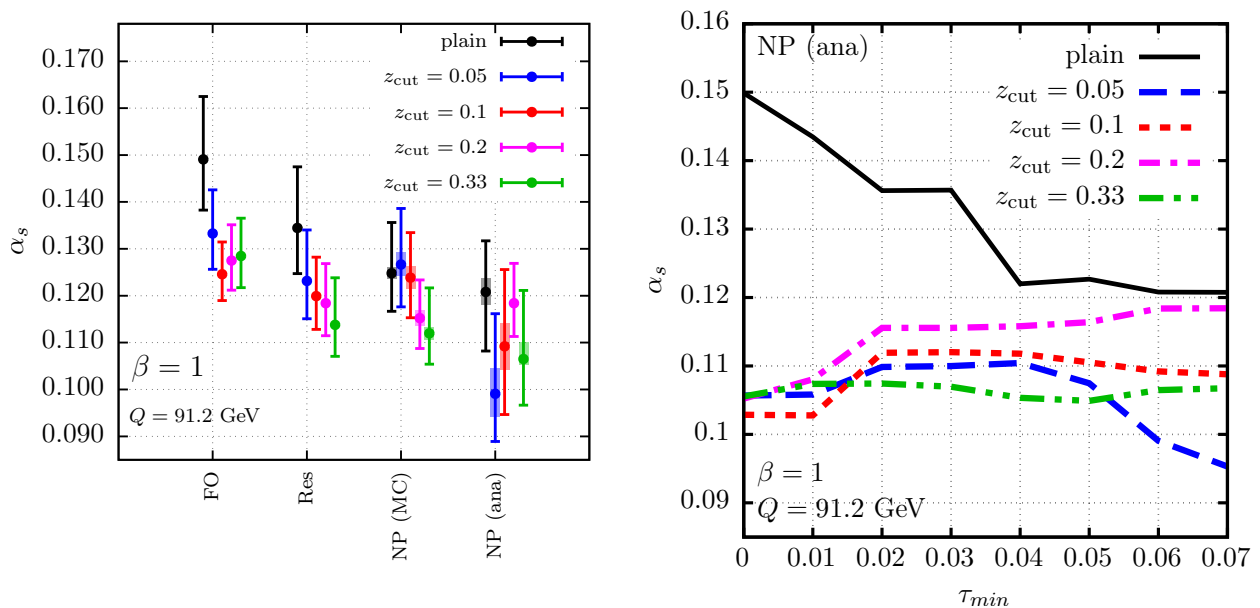 0.170
0.160
0.150
0.140
0.130
0.120
0.110
0.100
0.090
α_s
plain
z_cut = 0.05
z_cut = 0.1
z_cut = 0.2
z_cut = 0.33
β = 1
Q = 91.2 GeV
FO
Res
NP (MC)
NP (ana)
0.16
0.15
0.14
0.13
0.12
0.11
0.1
0.09
α_s
NP (ana)
plain
z_cut = 0.05
z_cut = 0.1
z_cut = 0.2
z_cut = 0.33
β = 1
Q = 91.2 GeV
0 0.01 0.02 0.03 0.04 0.05 0.06 0.07
τ_min